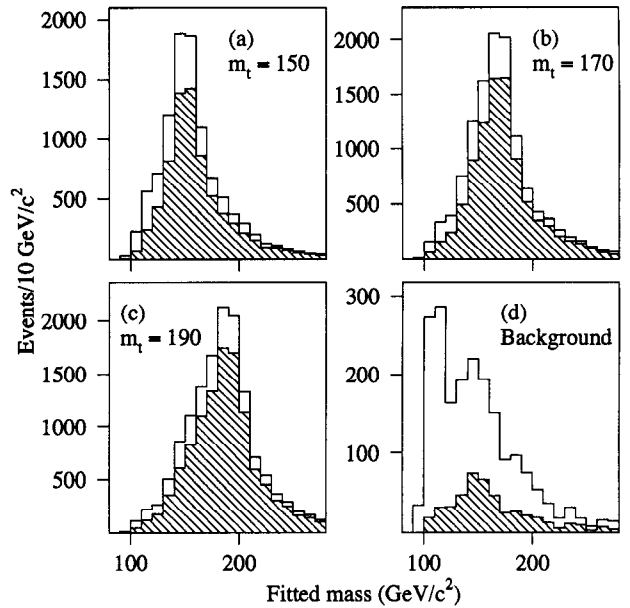 2000
1500
1000
500
(a)
m_t = 150
2000
1500
1000
500
(b)
m_t = 170
Events/10 GeV/c²
2000
1500
1000
500
(c)
m_t = 190
300
200
100
(d)
Background
100 200
100 200
Fitted mass (GeV/c²)